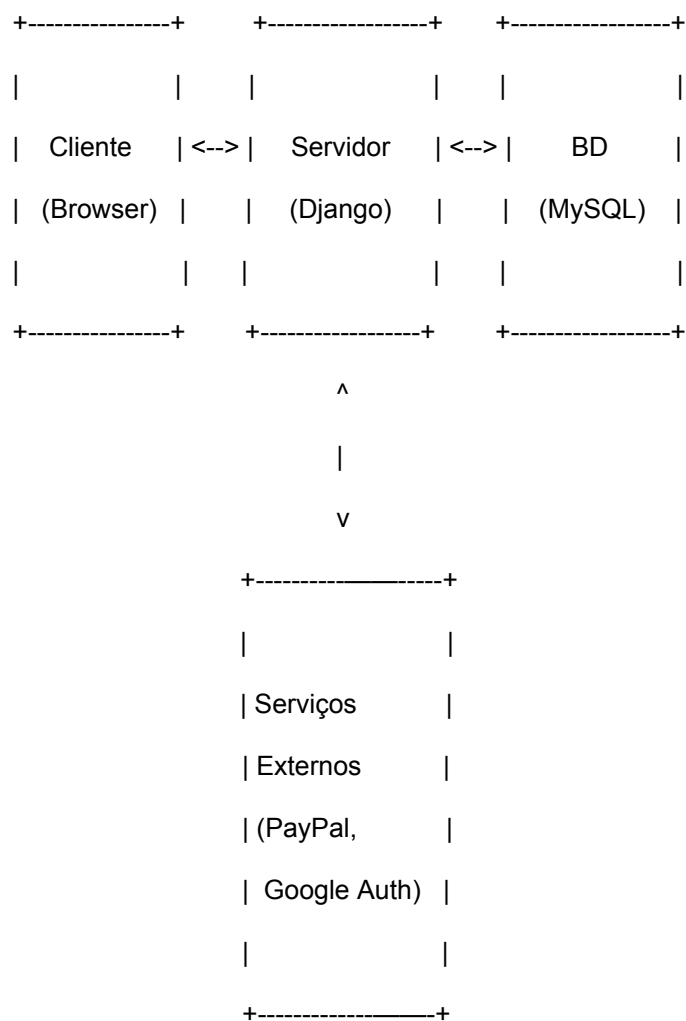 +----------------+ +------------------+ +------------------+
| | | | | |
| Cliente | <--> | Servidor | <--> | BD |
| (Browser) | | (Django) | | (MySQL) |
| | | | | |
+----------------+ +------------------+ +------------------+
^
|
v
+----------———-----+
| |
| Serviços |
| Externos |
| (PayPal, |
| Google Auth) |
| |
+-------------———-+